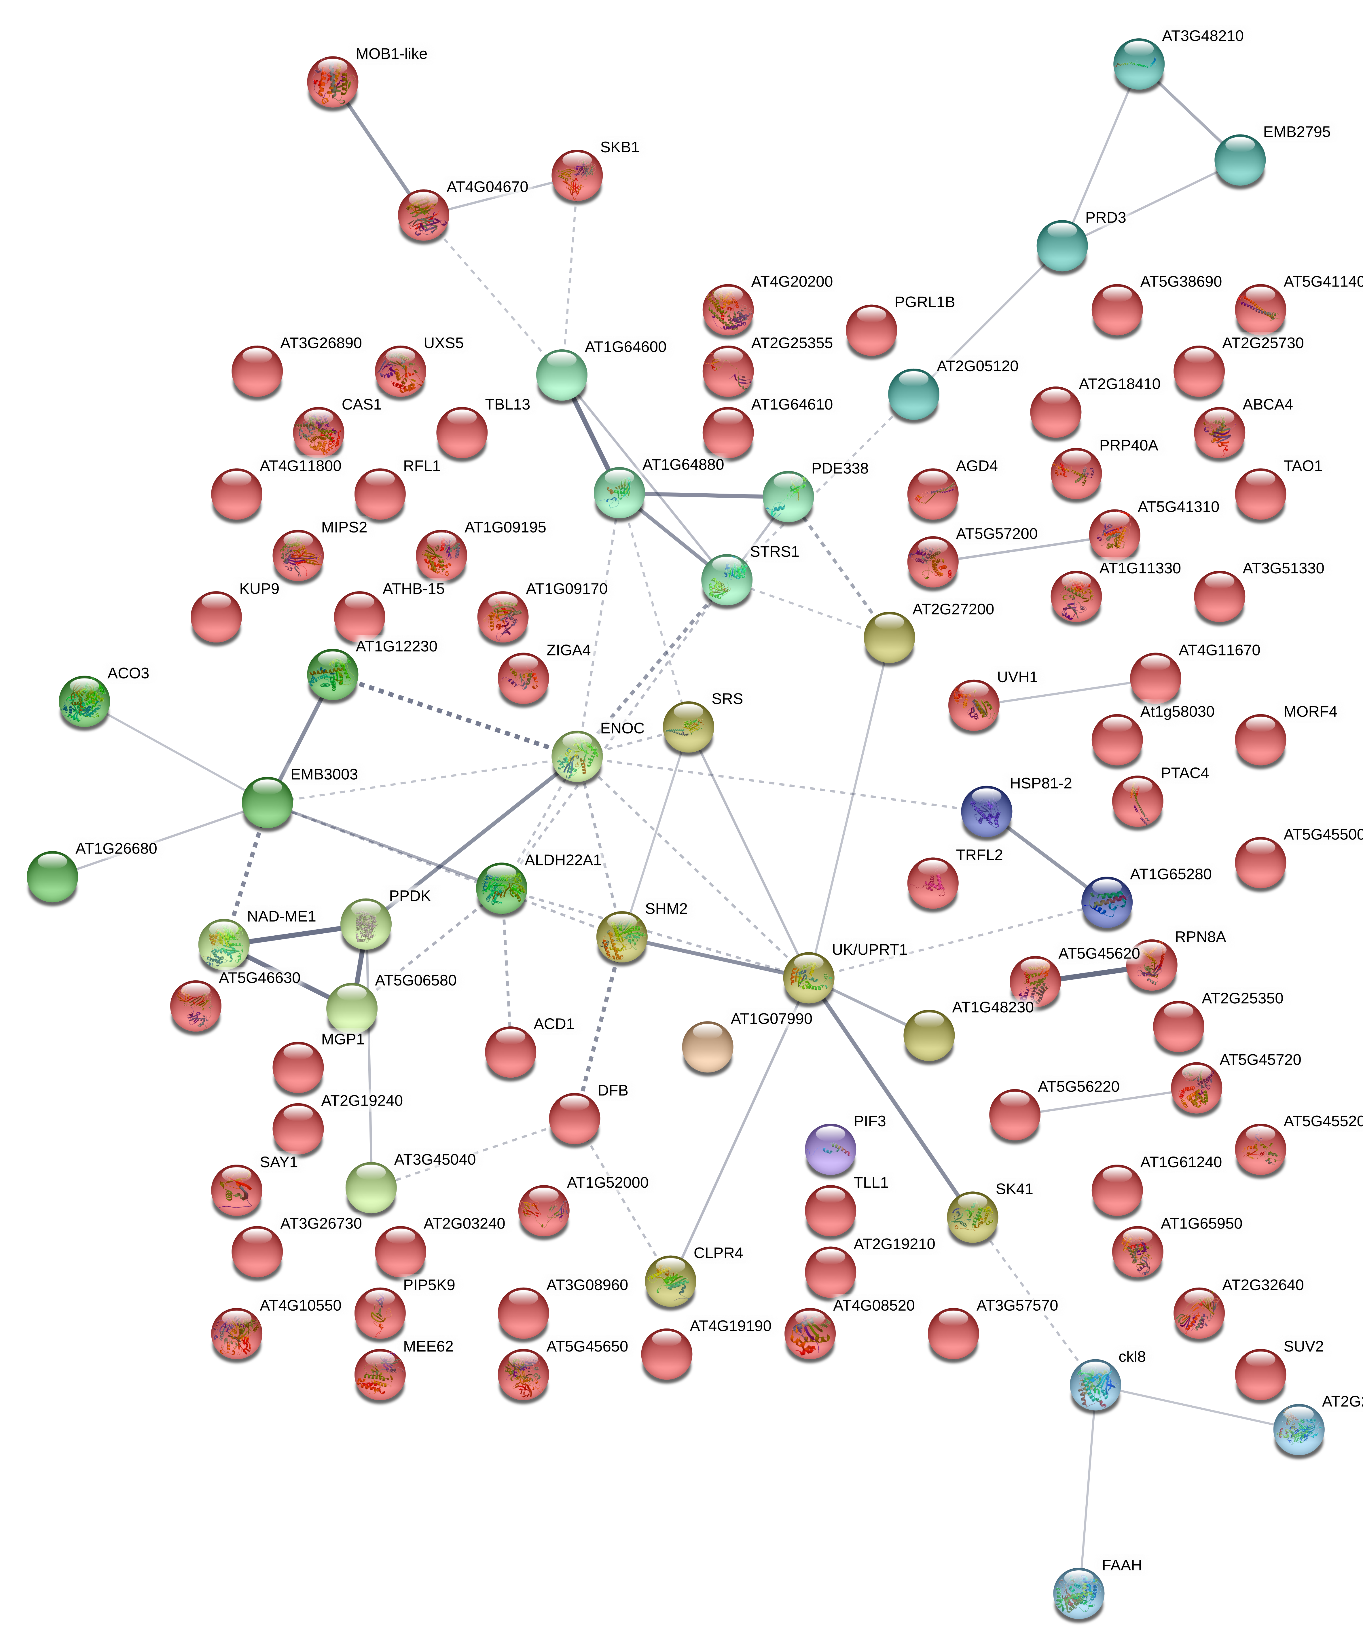 AT3G48210
MOB1-like
EMB2795
SKB1
AT4G04670
PRD3
AT4G20200
AT5G38690
AT5G41140
PGRL1B
AT3G26890
UXS5
AT1G64600
AT2G25355
AT2G25730
AT2G05120
AT2G18410
CAS1
TBL13
AT1G64610
ABCA4
PRP40A
AT4G11800
RFL1
AT1G64880
PDE338
AGD4
TAO1
AT5G41310
MIPS2
AT1G09195
AT5G57200
STRS1
AT1G11330
AT3G51330
KUP9
ATHB-15
AT1G09170
AT2G27200
AT1G12230
ZIGA4
AT4G11670
ACO3
UVH1
SRS
At1g58030
MORF4
ENOC
EMB3003
HSP81-2
PTAC4
AT5G45500
AT1G26680
ALDH22A1
TRFL2
AT1G65280
PPDK
NAD-ME1
SHM2
RPN8A
UK/UPRT1
AT5G45620
AT5G46630
AT5G06580
AT2G25350
AT1G48230
AT1G07990
ACD1
MGP1
AT5G45720
DFB
AT5G56220
AT2G19240
PIF3
AT5G45520
SAY1
AT3G45040
AT1G61240
AT1G52000
TLL1
SK41
AT3G26730
AT2G03240
AT1G65950
AT2G19210
CLPR4
PIP5K9
AT3G08960
AT2G32640
AT4G10550
AT4G08520
AT3G57570
AT4G19190
MEE62
AT5G45650
SUV2
ckl8
FAAH